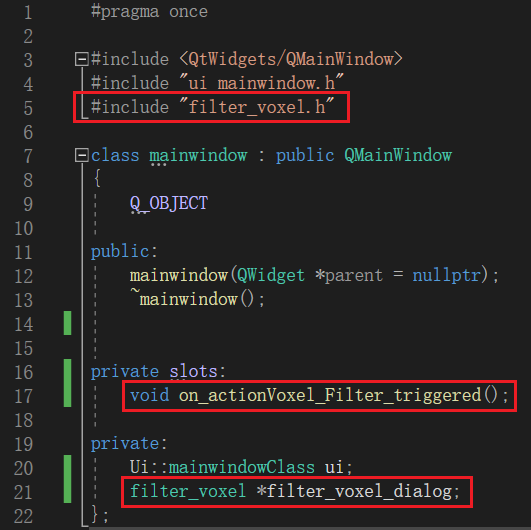 1 #pragma once
2
3 #include <QtWidgets/QMainWindow>
4 #include "ui_mainwindow.h"
5 #include "filter_voxel.h"
6
7 class mainwindow : public QMainWindow
8 {
9 Q_OBJECT
10
11 public:
12 mainwindow(QWidget *parent = nullptr);
13 ~mainwindow();
14
15
16 private slots:
17 void on_actionVoxel_Filter_triggered();
18
19 private:
20 Ui::mainwindowClass ui;
21 filter_voxel *filter_voxel_dialog;
22 };